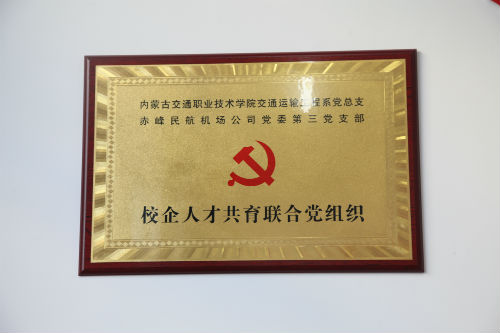 内蒙古交通职业技术学院交通运输工程系党总支
赤峰民航机场公司党委第三党支部
校企人才共育联合党组织